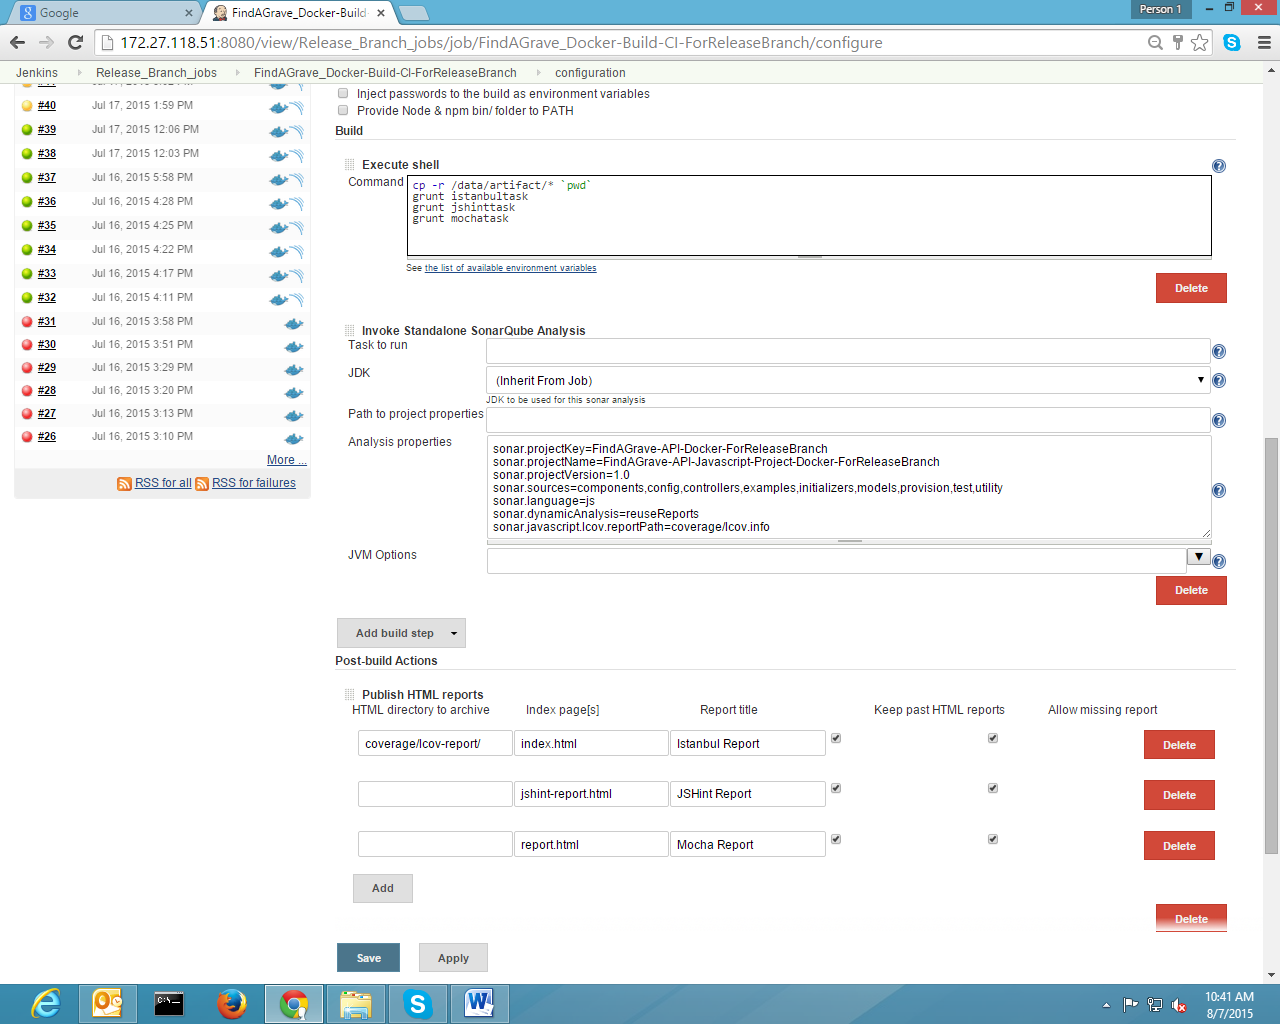 Google
FindAGrave_Docker-Build-
Person 1
172.27.118.51:8080/view/Release_Branch_jobs/job/FindAGrave_Docker-Build-CI-ForReleaseBranch/configure
Jenkins
Release_Branch_jobs
FindAGrave_Docker-Build-CI-ForReleaseBranch
configuration
#40 Jul 17, 2015 1:59 PM
#39 Jul 17, 2015 12:06 PM
#38 Jul 17, 2015 12:03 PM
#37 Jul 16, 2015 5:58 PM
#36 Jul 16, 2015 4:28 PM
#35 Jul 16, 2015 4:25 PM
#34 Jul 16, 2015 4:22 PM
#33 Jul 16, 2015 4:17 PM
#32 Jul 16, 2015 4:11 PM
#31 Jul 16, 2015 3:58 PM
#30 Jul 16, 2015 3:51 PM
#29 Jul 16, 2015 3:29 PM
#28 Jul 16, 2015 3:20 PM
#27 Jul 16, 2015 3:13 PM
#26 Jul 16, 2015 3:10 PM
More ...
RSS for all RSS for failures
Inject passwords to the build as environment variables
Provide Node & npm bin/ folder to PATH
Build
Execute shell
Command
cp -r /data/artifact/* `pwd`
grunt istanbultask
grunt jshinttask
grunt mochatask
See the list of available environment variables
Delete
Invoke Standalone SonarQube Analysis
Task to run
JDK
(Inherit From Job)
JDK to be used for this sonar analysis
Path to project properties
Analysis properties
sonar.projectKey=FindAGrave-API-Docker-ForReleaseBranch
sonar.projectName=FindAGrave-API-Javascript-Project-Docker-ForReleaseBranch
sonar.projectVersion=1.0
sonar.sources=components,config,controllers,examples,initializers,models,provision,test,utility
sonar.language=js
sonar.dynamicAnalysis=reuseReports
sonar.javascript.lcov.reportPath=coverage/lcov.info
JVM Options
Delete
Add build step
Post-build Actions
Publish HTML reports
HTML directory to archive Index page[s] Report title Keep past HTML reports Allow missing report
coverage/lcov-report/ index.html Istanbul Report Delete
jshint-report.html JSHint Report Delete
report.html Mocha Report Delete
Add
Delete
Save Apply
10:41 AM
8/7/2015